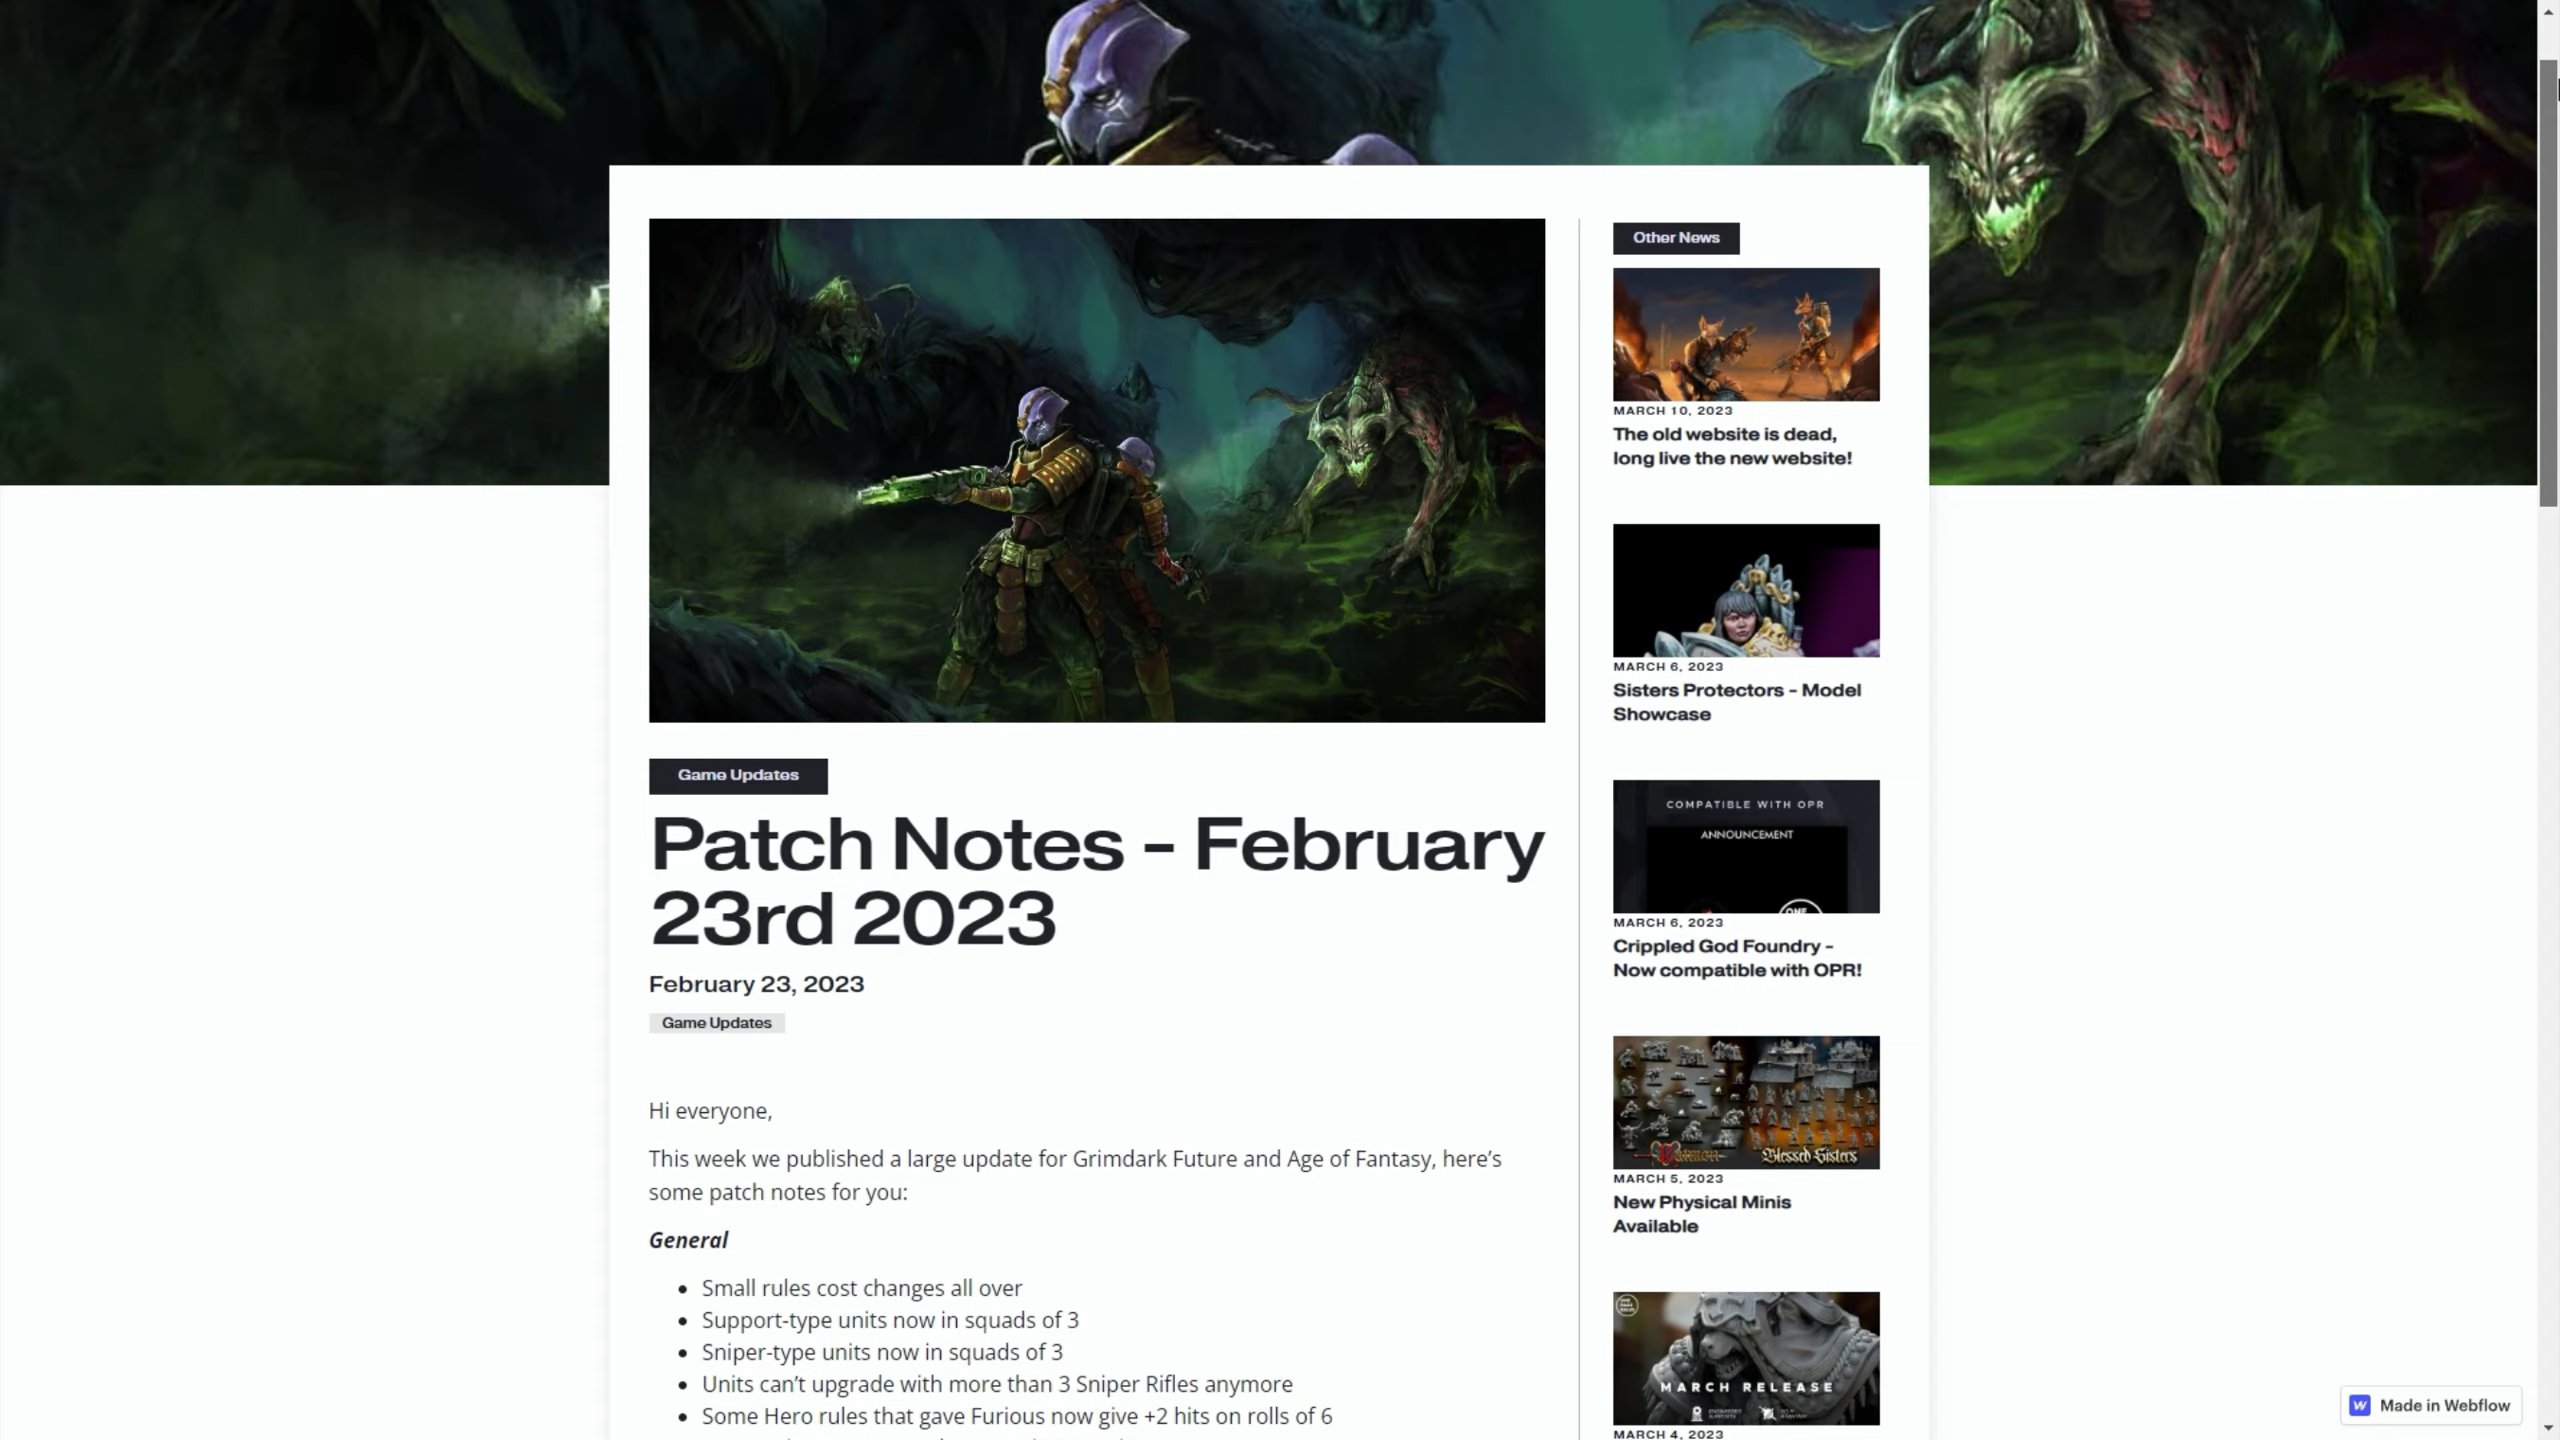 Other News
MARCH 10, 2023
The old website is dead,
long live the new website!
MARCH 6, 2023
Sisters Protectors - Model
Showcase
COMPATIBLE WITH OPR
ANNOUNCEMENT
MARCH 6, 2023
Crippled God Foundry -
Now compatible with OPR!
Blessed Sisters
MARCH 5, 2023
New Physical Minis
Available
MARCH RELEASE
MARCH 4, 2023
Game Updates
Patch Notes - February
23rd 2023
February 23, 2023
Game Updates
Hi everyone,
This week we published a large update for Grimdark Future and Age of Fantasy, here’s
some patch notes for you:
General
• Small rules cost changes all over
• Support-type units now in squads of 3
• Sniper-type units now in squads of 3
• Units can’t upgrade with more than 3 Sniper Rifles anymore
• Some Hero rules that gave Furious now give +2 hits on rolls of 6
Made in Webflow